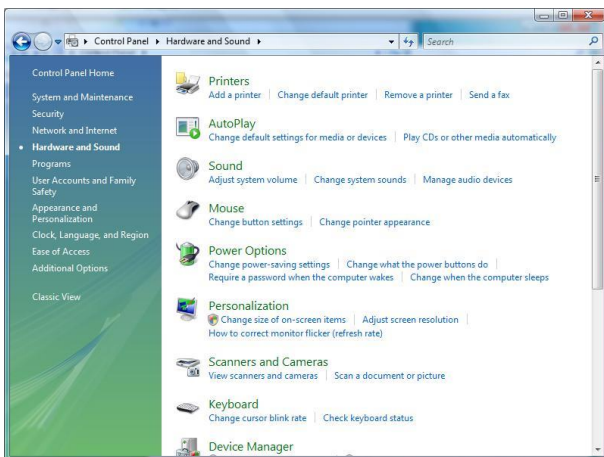 Control Panel Hardware and Sound Search
Control Panel Home
System and Maintenance
Security
Network and Internet
Hardware and Sound
Programs
User Accounts and Family
Safety
Appearance and
Personalization
Clock, Language, and Region
Ease of Access
Additional Options
Classic View
Printers
Add a printer Change default printer Remove a printer Send a fax
AutoPlay
Change default settings for media or devices Play CDs or other media automatically
Sound
Adjust system volume Change system sounds Manage audio devices
Mouse
Change button settings Change pointer appearance
Power Options
Change power-saving settings Change what the power buttons do
Require a password when the computer wakes Change when the computer sleeps
Personalization
Change size of on-screen items Adjust screen resolution
How to correct monitor flicker (refresh rate)
Scanners and Cameras
View scanners and cameras Scan a document or picture
Keyboard
Change cursor blink rate Check keyboard status
Device Manager